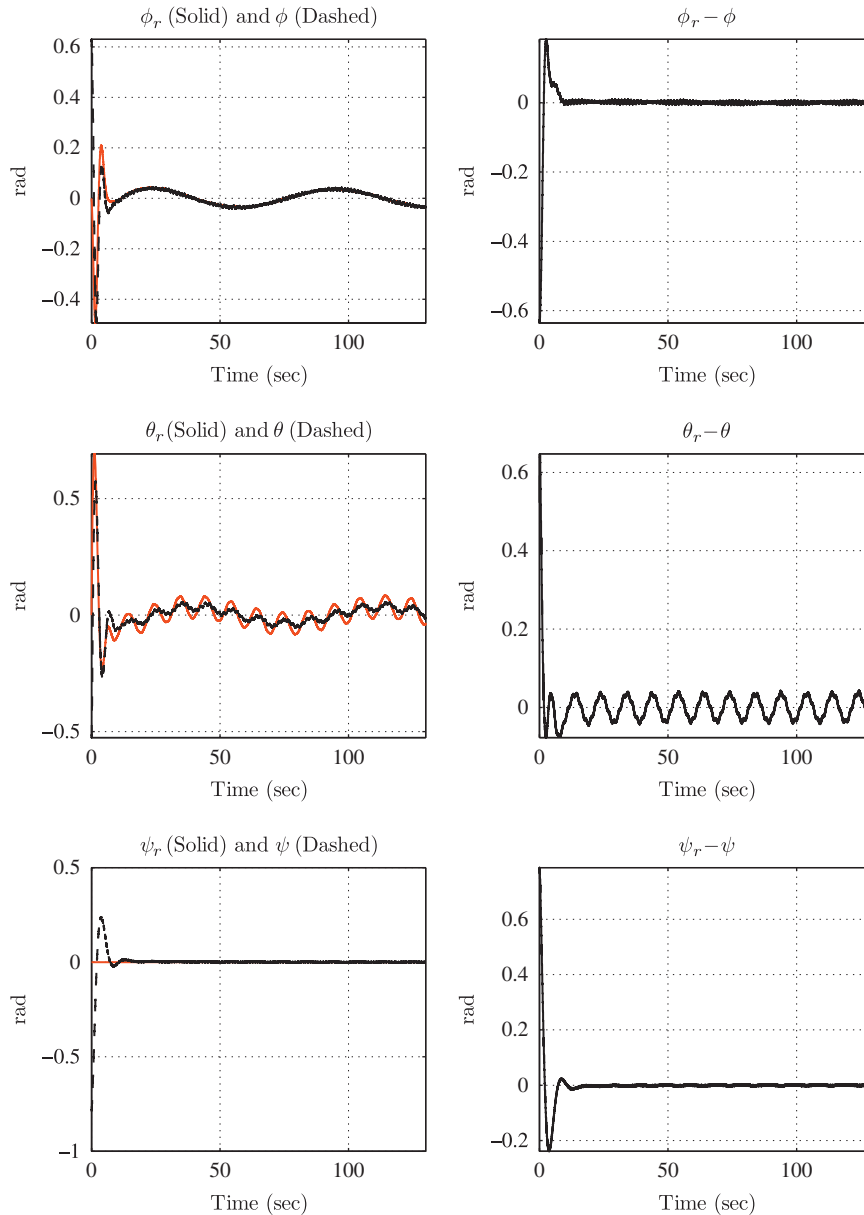 ϕr (Solid) and ϕ (Dashed)
0.6
0.4
0.2
0
−0.2
−0.4
rad
0 50 100
Time (sec)
ϕr − ϕ
0
−0.2
−0.4
−0.6
rad
0 50 100
Time (sec)
θr (Solid) and θ (Dashed)
0.5
0
−0.5
rad
0 50 100
Time (sec)
θr − θ
0.6
0.4
0.2
0
rad
0 50 100
Time (sec)
ψr (Solid) and ψ (Dashed)
0.5
0
−0.5
−1
rad
0 50 100
Time (sec)
ψr − ψ
0.6
0.4
0.2
0
−0.2
rad
0 50 100
Time (sec)